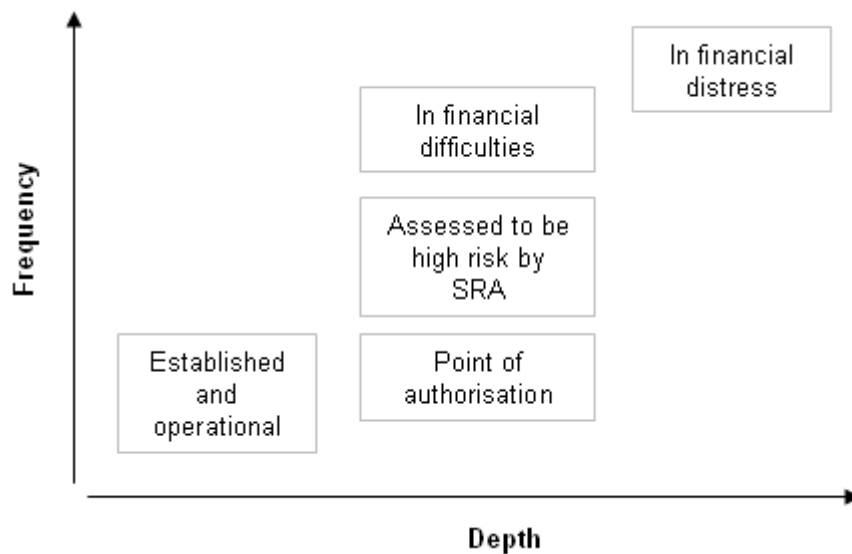 In financial
distress
In financial
difficulties
Assessed to be
high risk by
SRA
Established
and
operational
Point of
authorisation
Frequency
Depth